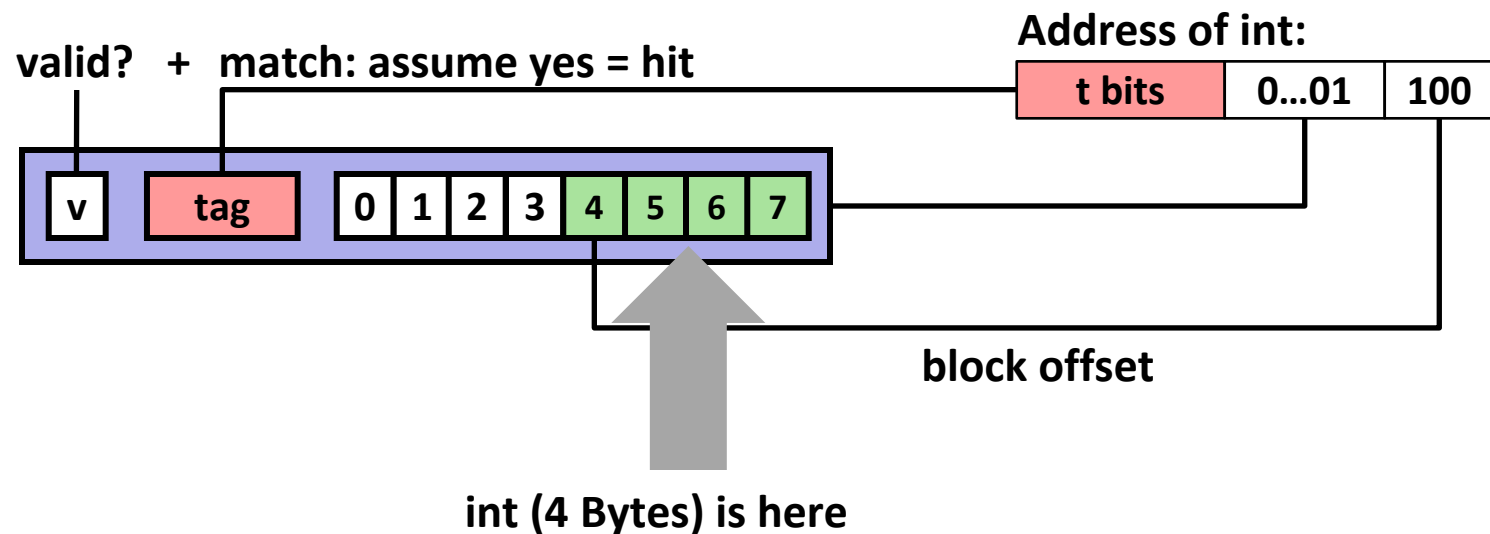 Address of int:
valid? + match: assume yes = hit
t bits 0...01 100
v tag 0 1 2 3 4 5 6 7
block offset
int (4 Bytes) is here